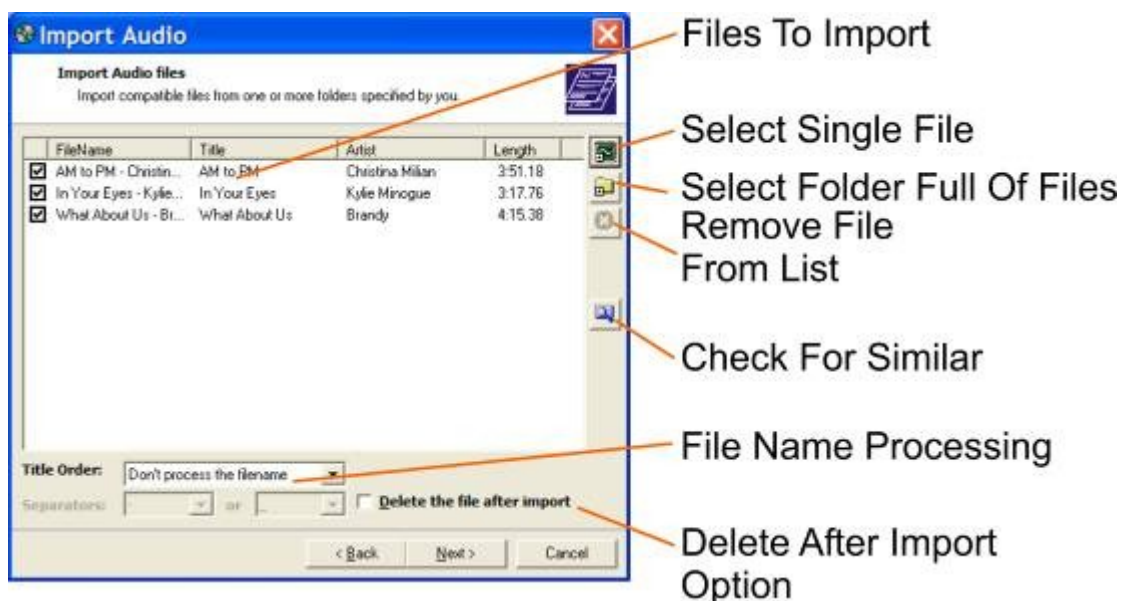 Import Audio
Import Audio files
Import compatible files from one or more folders specified by you.
FileName Title Artist Length
AM to PM - Christin... AM to PM Christina Milian 3:51.18
In Your Eyes - Kylie... In Your Eyes Kylie Minogue 3:17.76
What About Us - Br... What About Us Brandy 4:15.38
Title Order: Don't process the filename
Separators: - or _
Delete the file after import
< Back Next > Cancel
Files To Import
Select Single File
Select Folder Full Of Files
Remove File
From List
Check For Similar
File Name Processing
Delete After Import
Option